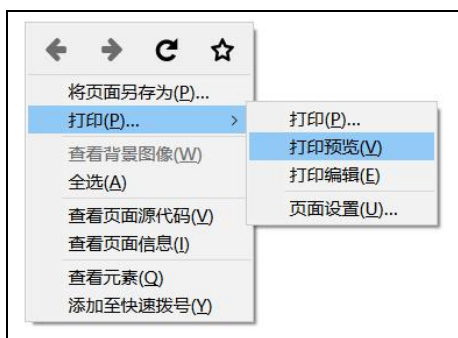 将页面另存为(P)...
打印(P)...
查看背景图像(W)
全选(A)
查看页面源代码(V)
查看页面信息(I)
查看元素(Q)
添加至快速拨号(Y)
打印(P)...
打印预览(V)
打印编辑(E)
页面设置(U)...